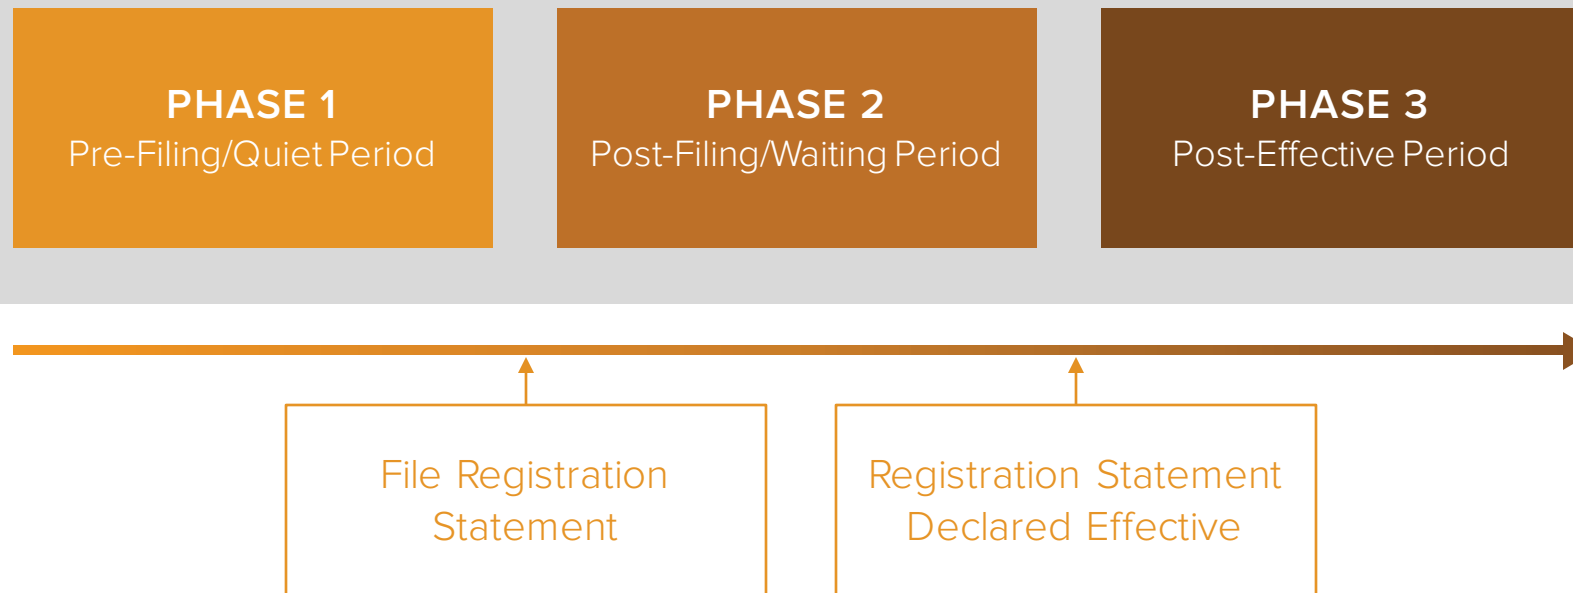 PHASE 1
Pre-Filing/Quiet Period
PHASE 2
Post-Filing/Waiting Period
PHASE 3
Post-Effective Period
File Registration
Statement
Registration Statement
Declared Effective